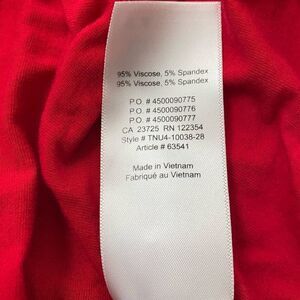 95% Viscose, 5% Spandex
95% Viscose, 5% Spandex
P.O. # 4500090775
P.O. # 4500090776
P.O. # 4500090777
CA 23725 RN 122354
Style # TNU4-10038-28
Article # 63541
Made in Vietnam
Fabriqué au Vietnam